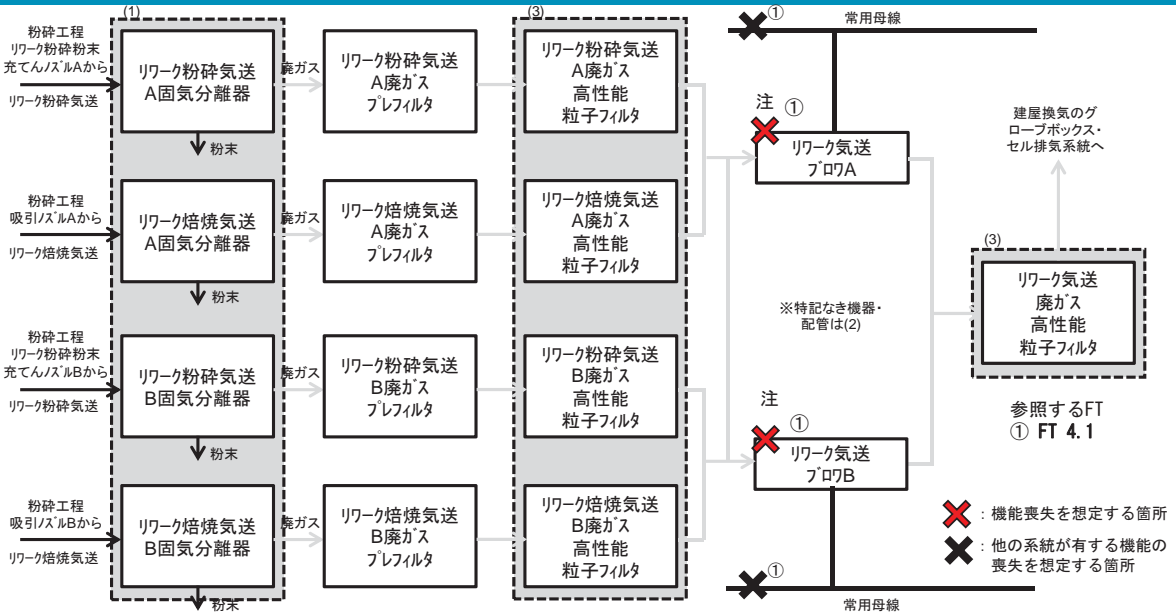 (1)
(3)
①
常用母線
粉砕工程
リワーク粉砕粉末
充てんノズルAから
リワーク粉砕気送
リワーク粉砕気送
A固気分離器
粉末
廃ガス
リワーク粉砕気送
A廃ガス
プレフィルタ
リワーク粉砕気送
A廃ガス
高性能
粒子フィルタ
注
①
リワーク気送
ブロワA
建屋換気のグ
ローブボックス・
セル排気系統へ
粉砕工程
吸引ノズルAから
リワーク焙焼気送
リワーク焙焼気送
A固気分離器
粉末
廃ガス
リワーク焙焼気送
A廃ガス
プレフィルタ
リワーク焙焼気送
A廃ガス
高性能
粒子フィルタ
※特記なき機器・
配管は(2)
(3)
リワーク気送
廃ガス
高性能
粒子フィルタ
粉砕工程
リワーク粉砕粉末
充てんノズルBから
リワーク粉砕気送
リワーク粉砕気送
B固気分離器
粉末
廃ガス
リワーク粉砕気送
B廃ガス
プレフィルタ
リワーク粉砕気送
B廃ガス
高性能
粒子フィルタ
注
①
リワーク気送
ブロワB
参照するFT
① FT 4.1
粉砕工程
吸引ノズルBから
リワーク焙焼気送
リワーク焙焼気送
B固気分離器
粉末
廃ガス
リワーク焙焼気送
B廃ガス
プレフィルタ
リワーク焙焼気送
B廃ガス
高性能
粒子フィルタ
①
常用母線
：機能喪失を想定する箇所
：他の系統が有する機能の
喪失を想定する箇所